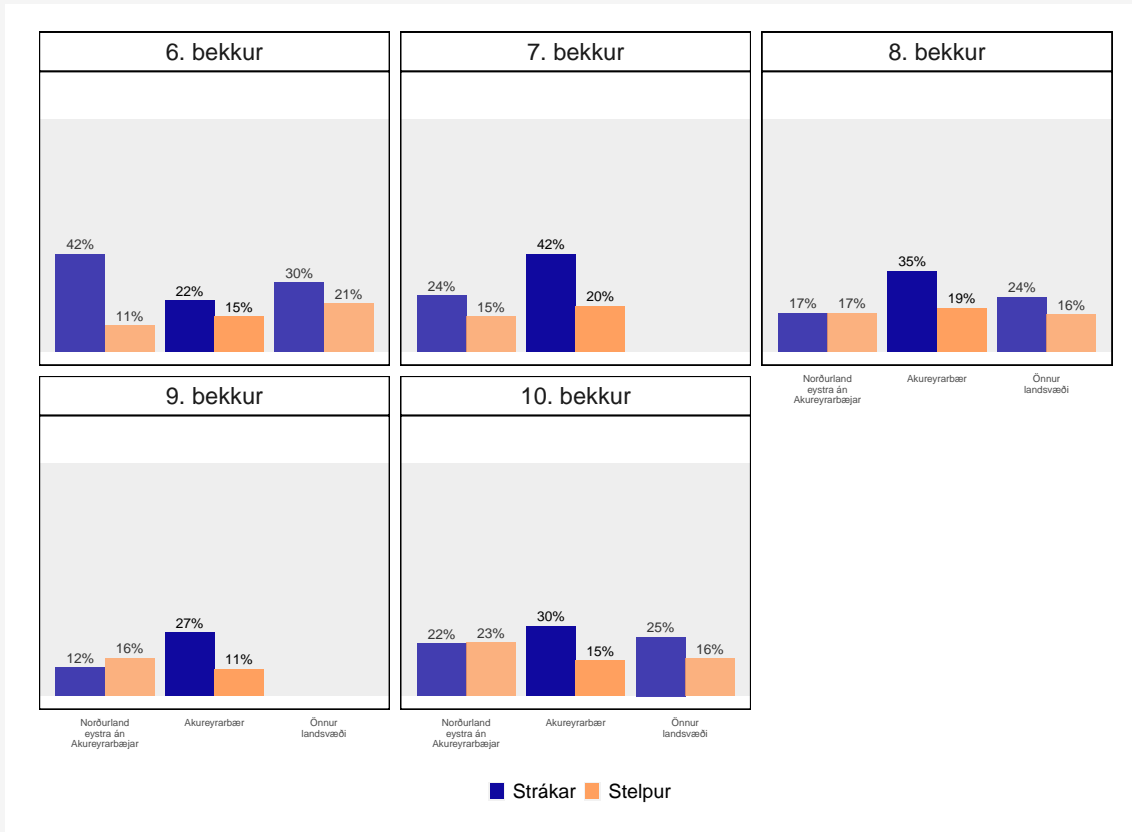 6. bekkur
7. bekkur
8. bekkur
42%
11%
22%
15%
30%
21%
24%
15%
42%
20%
17%
17%
35%
19%
24%
16%
Norðurland
eystra án
Akureyrarbæjar
Akureyrarbær
Önnur
landsvæði
9. bekkur
10. bekkur
12%
16%
27%
11%
22%
23%
30%
15%
25%
16%
Norðurland
eystra án
Akureyrarbæjar
Akureyrarbær
Önnur
landsvæði
Norðurland
eystra án
Akureyrarbæjar
Akureyrarbær
Önnur
landsvæði
Strákar
Stelpur